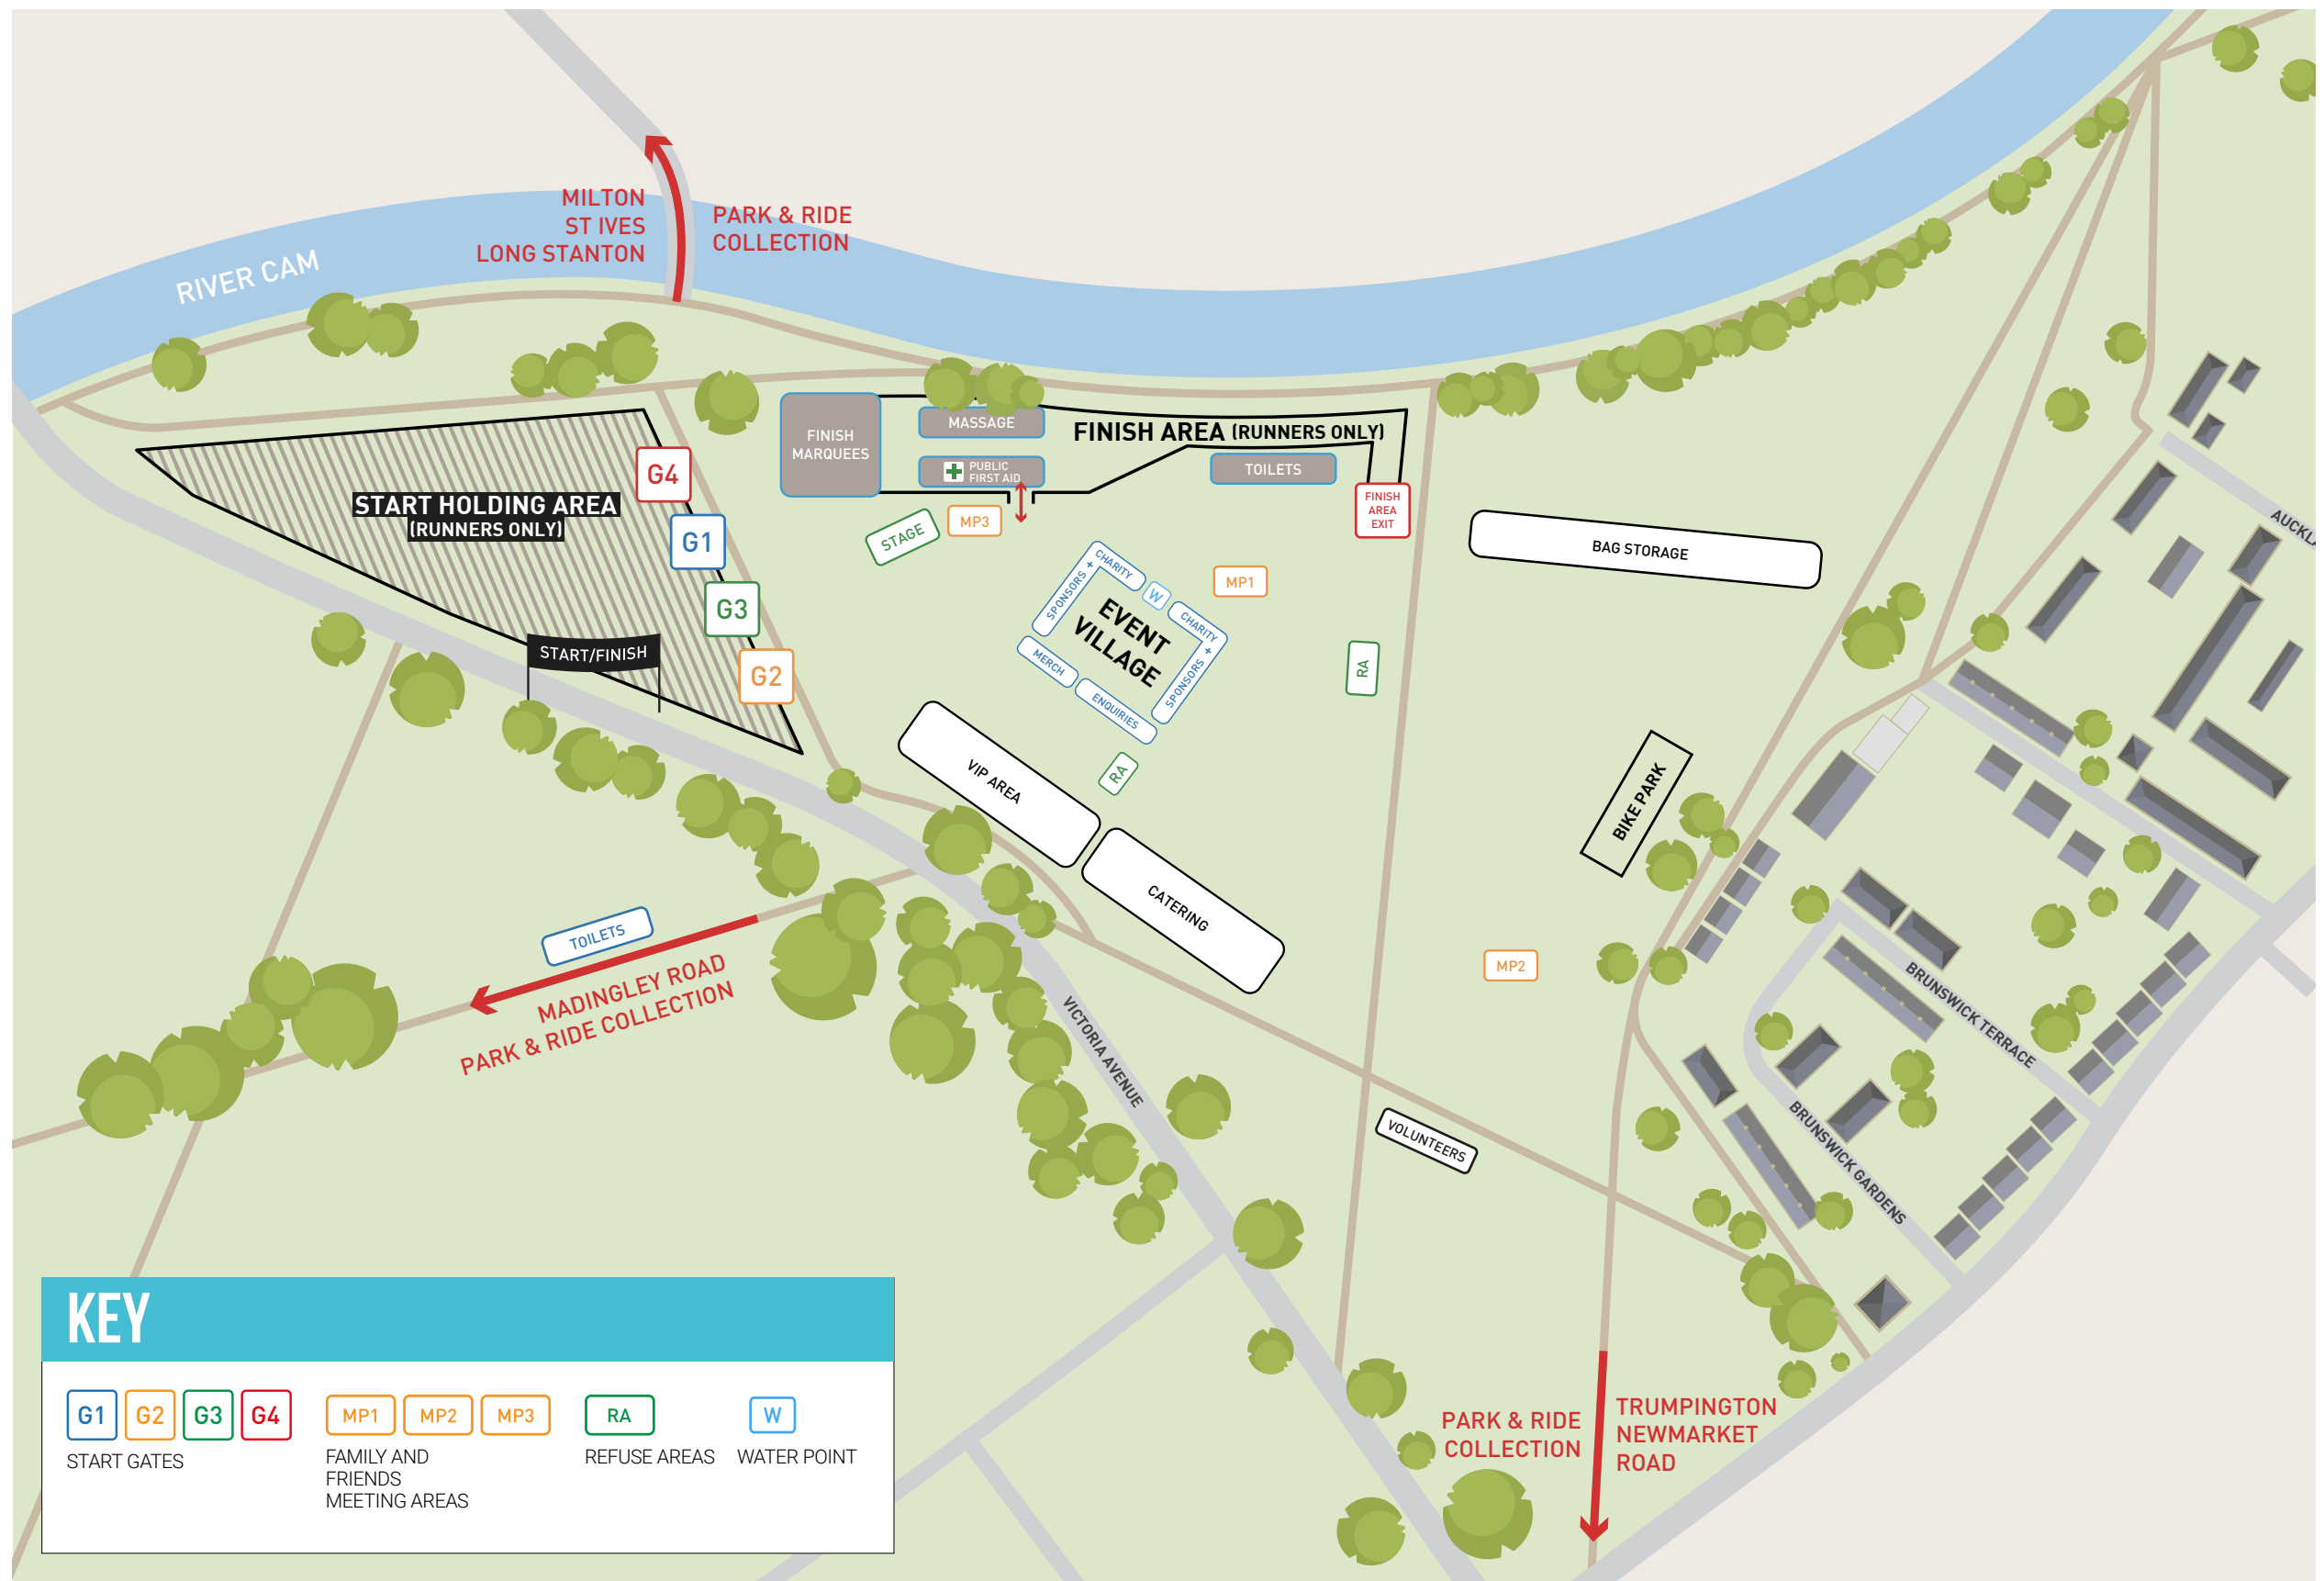 MILTON
ST IVES
LONG STANTON
PARK & RIDE
COLLECTION
RIVER CAM
FINISH
MARQUEES
MASSAGE
PUBLIC
FIRST AID
FINISH AREA (RUNNERS ONLY)
TOILETS
FINISH
AREA
EXIT
START HOLDING AREA
(RUNNERS ONLY)
G4
G1
G3
G2
START/FINISH
STAGE
MP3
MP1
BAG STORAGE
CHARITY
SPONSORS +
W
CHARITY
SPONSORS +
EVENT
VILLAGE
MERCH
ENQUIRIES
RA
RA
VIP AREA
CATERING
BIKE PARK
MP2
TOILETS
MADINGLEY ROAD
PARK & RIDE COLLECTION
VICTORIA AVENUE
VOLUNTEERS
BRUNSWICK TERRACE
BRUNSWICK GARDENS
PARK & RIDE
COLLECTION
TRUMPINGTON
NEWMARKET
ROAD
KEY
G1 G2 G3 G4
START GATES
MP1 MP2 MP3
FAMILY AND
FRIENDS
MEETING AREAS
RA
REFUSE AREAS
W
WATER POINT